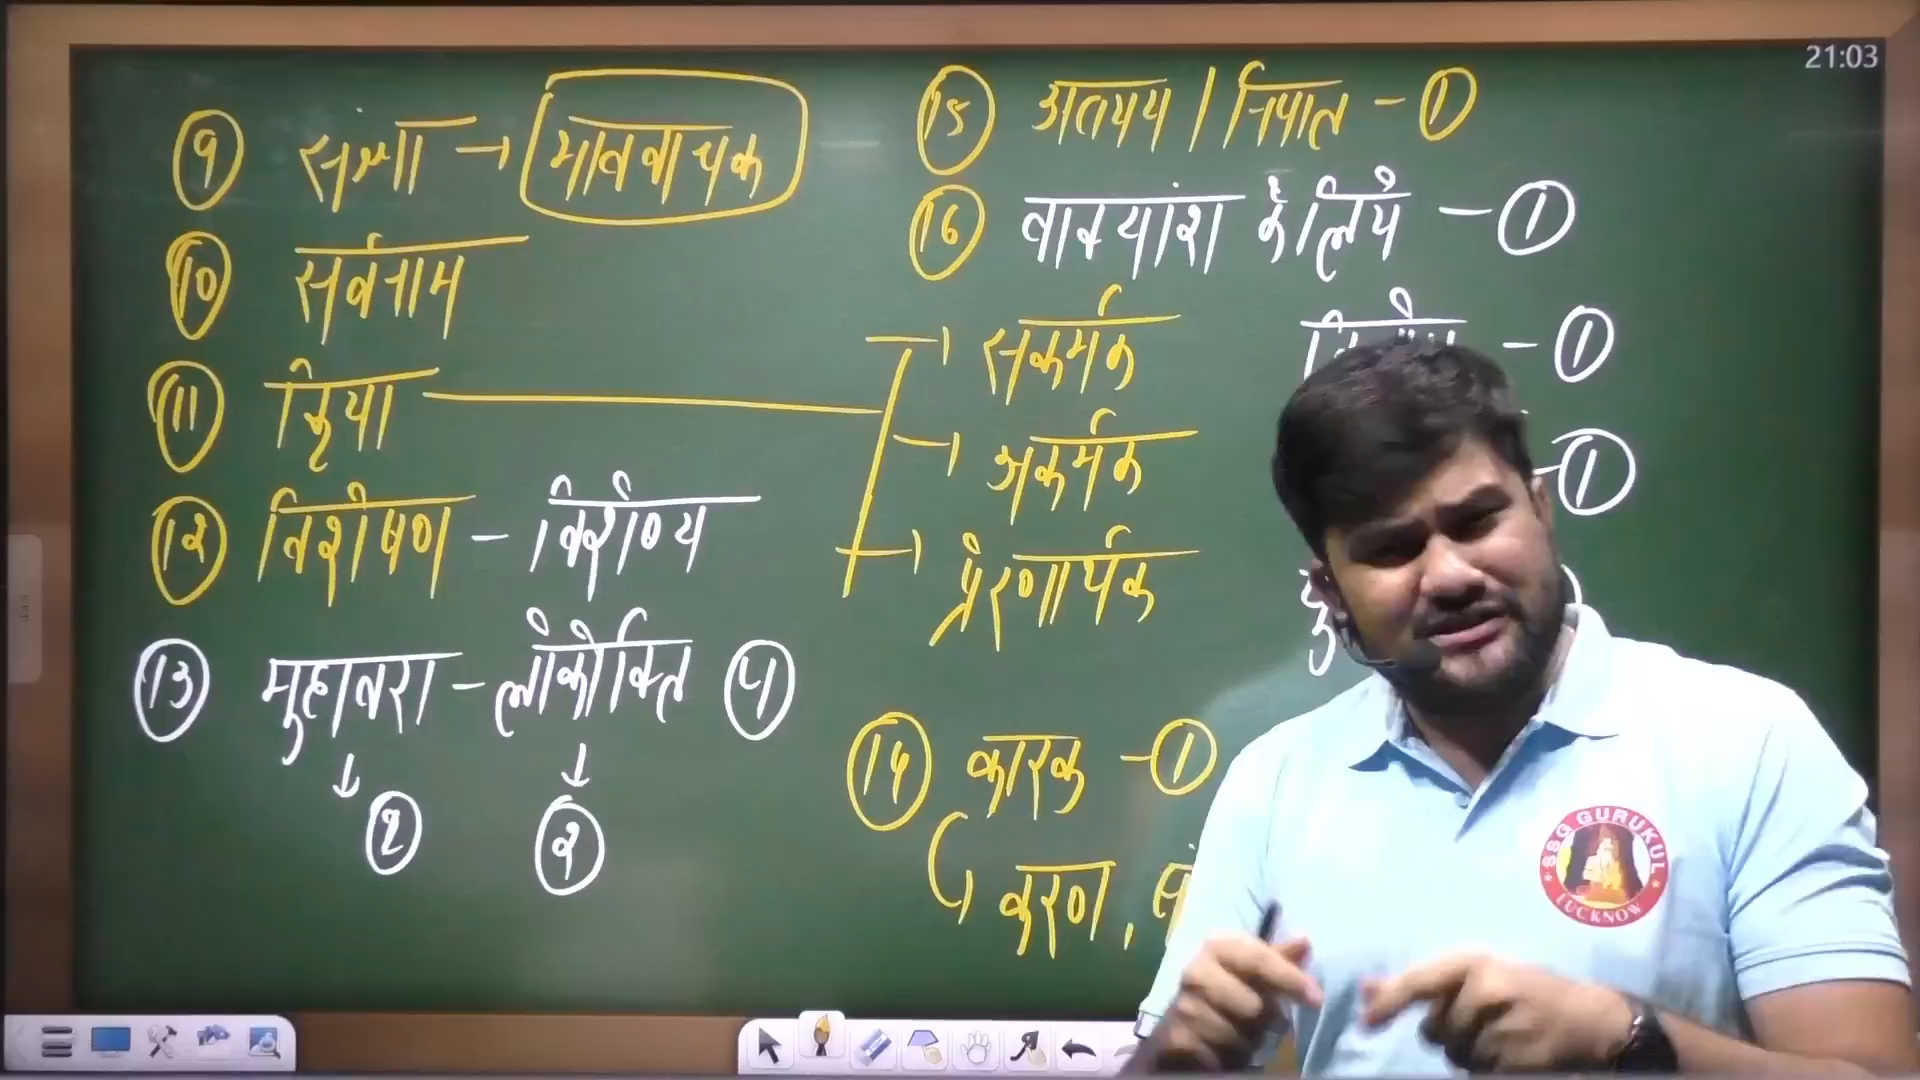 9 संज्ञा → भाववाचक
10 सर्वनाम
11 क्रिया
12 विशेषण - विशेष्य
13 मुहावरा - लोकोक्ति 4
↓ 2 ↓ 2
21:03
15 अव्यय / निपात - 1
16 वाक्यांश के लिये - 1
→ सकर्मक
- 1
→ अकर्मक
- 1
→ प्रेरणार्थक
14 कारक - 1
करण,
SSG GURUKUL
LUCKNOW